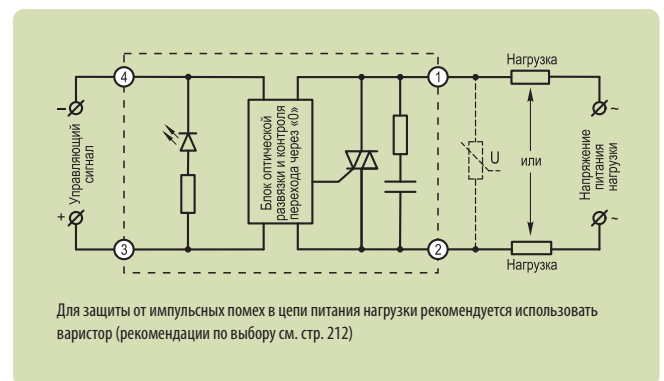 Нагрузка
4
1
–
Управляющий
сигнал
+
Блок оптической
развязки и контроля
перехода через «0»
U
или
~
Напряжение
питания
нагрузки
~
3
2
Нагрузка
Для защиты от импульсных помех в цепи питания нагрузки рекомендуется использовать
варистор (рекомендации по выбору см. стр. 212)